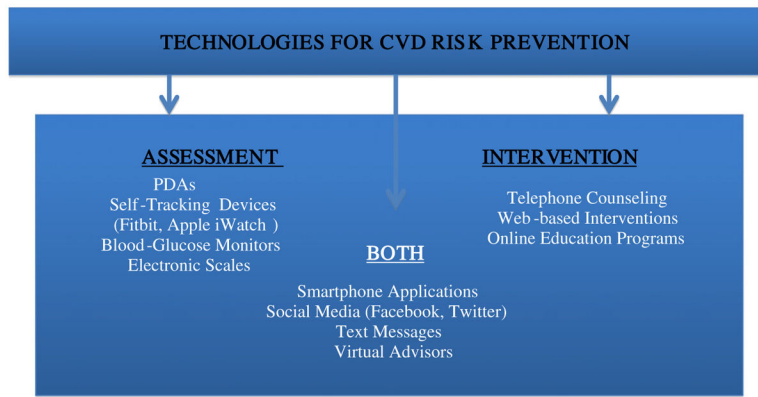 TECHNOLOGIES FOR CVD RISK PREVENTION
ASSESSMENT
PDAs
Self-Tracking Devices
(Fitbit, Apple iWatch )
Blood-Glucose Monitors
Electronic Scales
INTERVENTION
Telephone Counseling
Web-based Interventions
Online Education Programs
BOTH
Smartphone Applications
Social Media (Facebook, Twitter)
Text Messages
Virtual Advisors